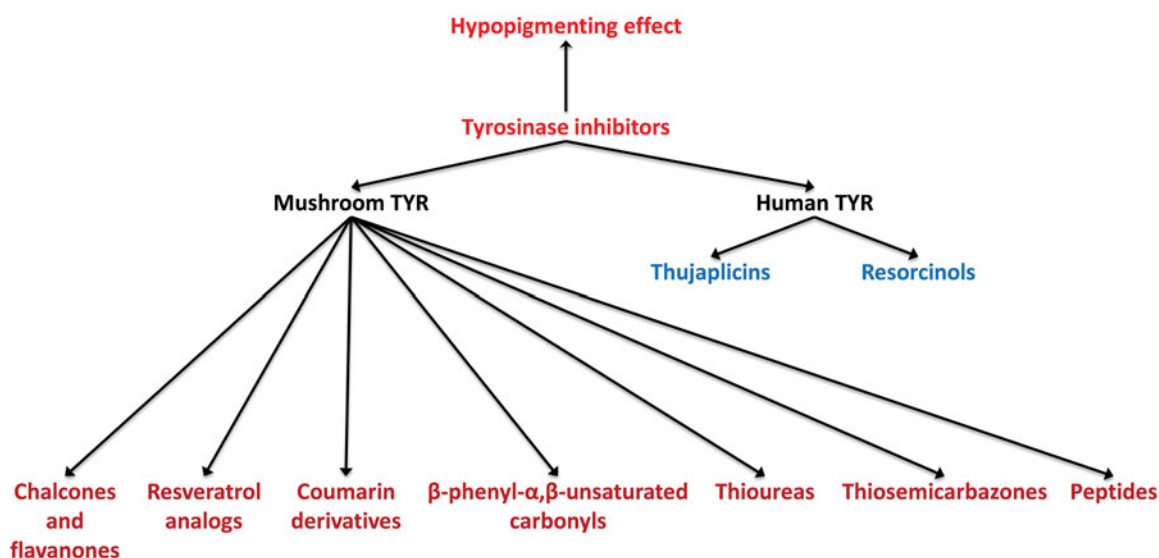 Hypopigmenting effect
Tyrosinase inhibitors
Mushroom TYR
Human TYR
Thujaplicins
Resorcinols
Chalcones
and
flavanones
Resveratrol
analogs
Coumarin
derivatives
β-phenyl-α,β-unsaturated
carbonyls
Thioureas
Thiosemicarbazones
Peptides